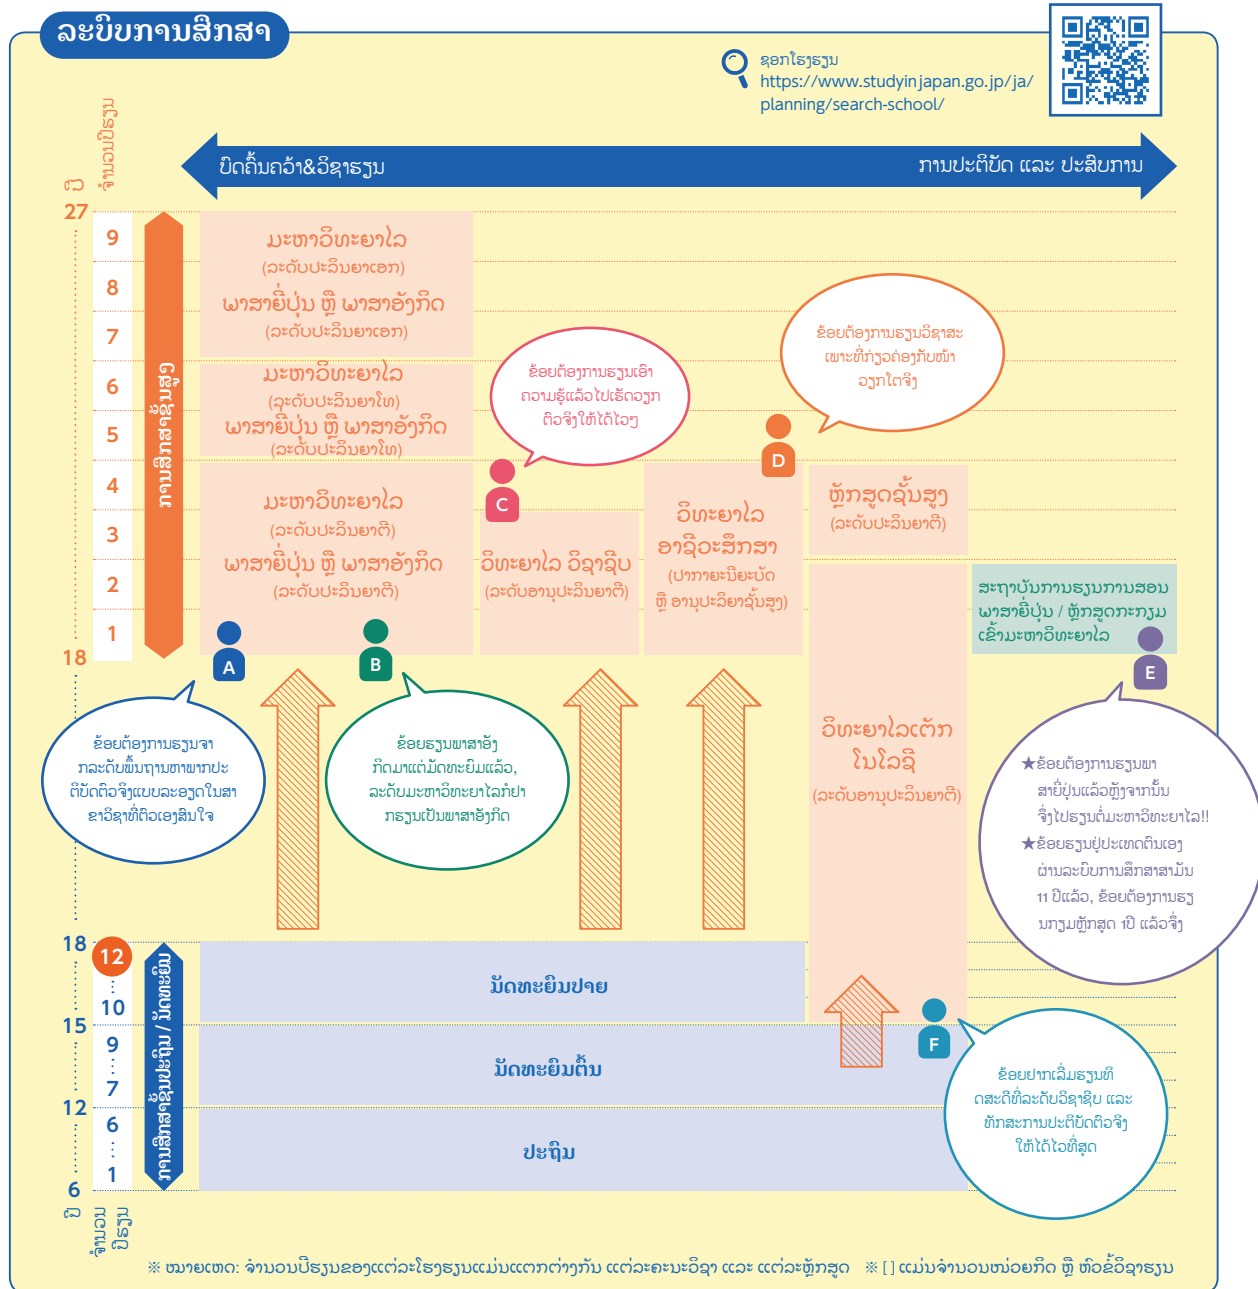 ລະບົບການສຶກສາ
ຊອກໂຮງຮຽນ
https://www.studyinjapan.go.jp/ja/
planning/search-school/
ປີ
ຈຳນວນປີຮຽນ
ບົດຄົ້ນຄວ້າ&ວິຊາຮຽນ
ການປະຕິບັດ ແລະ ປະສົບການ
27
9
8
7
6
5
4
3
2
1
18
ການສຶກສາຊັ້ນສູງ
ມະຫາວິທະຍາໄລ
(ລະດັບປະລິນຍາເອກ)
ພາສາຍີ່ປຸ່ນ ຫຼື ພາສາອັງກິດ
(ລະດັບປະລິນຍາເອກ)
ມະຫາວິທະຍາໄລ
(ລະດັບປະລິນຍາໂທ)
ພາສາຍີ່ປຸ່ນ ຫຼື ພາສາອັງກິດ
(ລະດັບປະລິນຍາໂທ)
ມະຫາວິທະຍາໄລ
(ລະດັບປະລິນຍາຕີ)
ພາສາຍີ່ປຸ່ນ ຫຼື ພາສາອັງກິດ
(ລະດັບປະລິນຍາຕີ)
ຂ້ອຍຕ້ອງການຮຽນເອົາ
ຄວາມຮູ້ແລ້ວໄປເຮັດວຽກ
ຕົວຈິງໃຫ້ໄດ້ໄວໆ
C
ວິທະຍາໄລ ວິຊາຊີບ
(ລະດັບອານຸປະລິນຍາຕີ)
ຂ້ອຍຕ້ອງການຮຽນວິຊາສະ
ເພາະທີ່ກ່ຽວຄ່ອງກັບໜ້າ
ວຽກໂຕຈິງ
D
ວິທະຍາໄລ
ອາຊີວະສຶກສາ
(ປາກາຍະນີຍະບັດ
ຫຼື ອານຸປະລິຍາຊັ້ນສູງ)
ຫຼັກສູດຊັ້ນສູງ
(ລະດັບປະລິນຍາຕີ)
ສະຖາບັນການຮຽນການສອນ
ພາສາຍີ່ປຸ່ນ / ຫຼັກສູດກະກຽມ
ເຂົ້າມະຫາວິທະຍາໄລ
A
B
E
ຂ້ອຍຕ້ອງການຮຽນຈາ
ກລະດັບພື້ນຖານຫາພາກປະ
ຕິບັດຕົວຈິງແບບລະອຽດໃນສາ
ຂາວິຊາທີ່ຕົວເອງສົນໃຈ
ຂ້ອຍຮຽນພາສາອັງ
ກິດມາແຕ່ມັດທະຍົມແລ້ວ,
ລະດັບມະຫາວິທະຍາໄລກໍຢາ
ກຮຽນເປັນພາສາອັງກິດ
ວິທະຍາໄລເຕັກ
ໂນໂລຊີ
(ລະດັບອານຸປະລິນຍາຕີ)
★ຂ້ອຍຕ້ອງການຮຽນພາ
ສາຍີ່ປຸ່ນແລ້ວຫຼັງຈາກນັ້ນ
ຈຶ່ງໄປຮຽນຕໍ່ມະຫາວິທະຍາໄລ!!
★ຂ້ອຍຮຽນຢູ່ປະເທດຕົນເອງ
ຜ່ານລະບົບການສຶກສາສາມັນ
11 ປີແລ້ວ, ຂ້ອຍຕ້ອງການຮຽ
ນກຽມຫຼັກສູດ 1ປີ ແລ້ວຈຶ່ງ
18
12
10
15
9
7
12
6
1
6
ປີ
ຈຳນວນ
ປີຮຽນ
ການສຶກສາຊັ້ນປະຖົມ / ມັດທະຍົມ
ມັດທະຍົມປາຍ
ມັດທະຍົມຕົ້ນ
ປະຖົມ
F
ຂ້ອຍຢາກເລີ່ມຮຽນທິ
ດສະດີທີ່ລະດັບວິຊາຊີບ ແລະ
ທັກສະການປະຕິບັດຕົວຈິງ
ໃຫ້ໄດ້ໄວທີ່ສຸດ
※ ໝາຍເຫດ: ຈຳນວນປີຮຽນຂອງແຕ່ລະໂຮງຮຽນແມ່ນແຕກຕ່າງກັນ ແຕ່ລະຄະນະວິຊາ ແລະ ແຕ່ລະຫຼັກສູດ ※ [ ] ແມ່ນຈຳນວນໜ່ວຍກິດ ຫຼື ຫົວຂໍ້ວິຊາຮຽນ